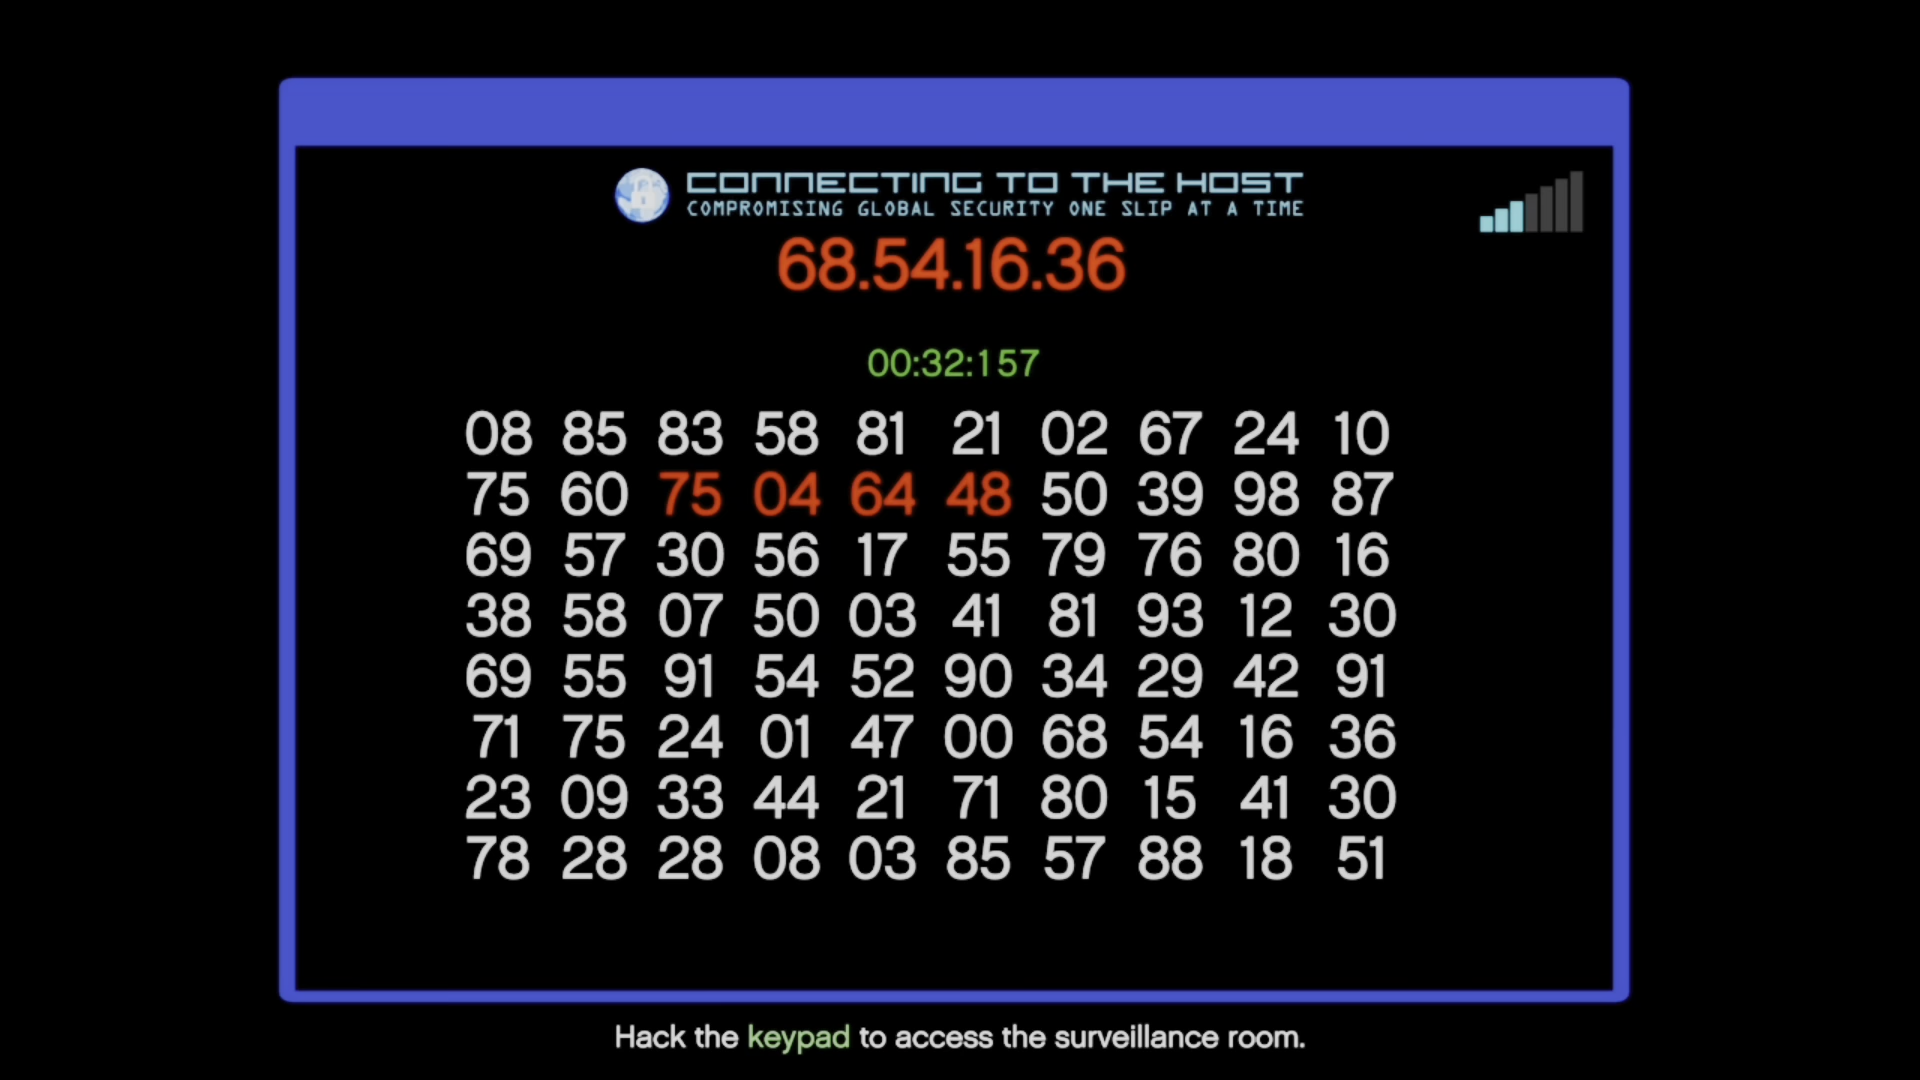 CONNECTING TO THE HOST
COMPROMISING GLOBAL SECURITY ONE SLIP AT A TIME
68.54.16.36
00:32:157
08 85 83 58 81 21 02 67 24 10
75 60 75 04 64 48 50 39 98 87
69 57 30 56 17 55 79 76 80 16
38 58 07 50 03 41 81 93 12 30
69 55 91 54 52 90 34 29 42 91
71 75 24 01 47 00 68 54 16 36
23 09 33 44 21 71 80 15 41 30
78 28 28 08 03 85 57 88 18 51
Hack the keypad to access the surveillance room.